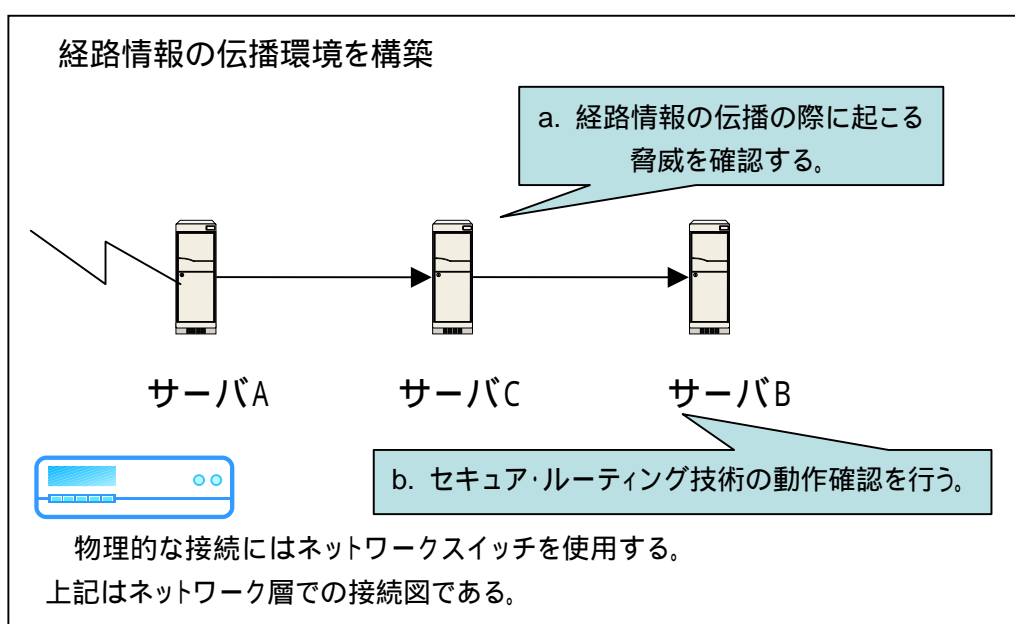 経路情報の伝播環境を構築
a. 経路情報の伝播の際に起こる
脅威を確認する。
サーバA
サーバC
サーバB
b. セキュア・ルーティング技術の動作確認を行う。
物理的な接続にはネットワークスイッチを使用する。
上記はネットワーク層での接続図である。